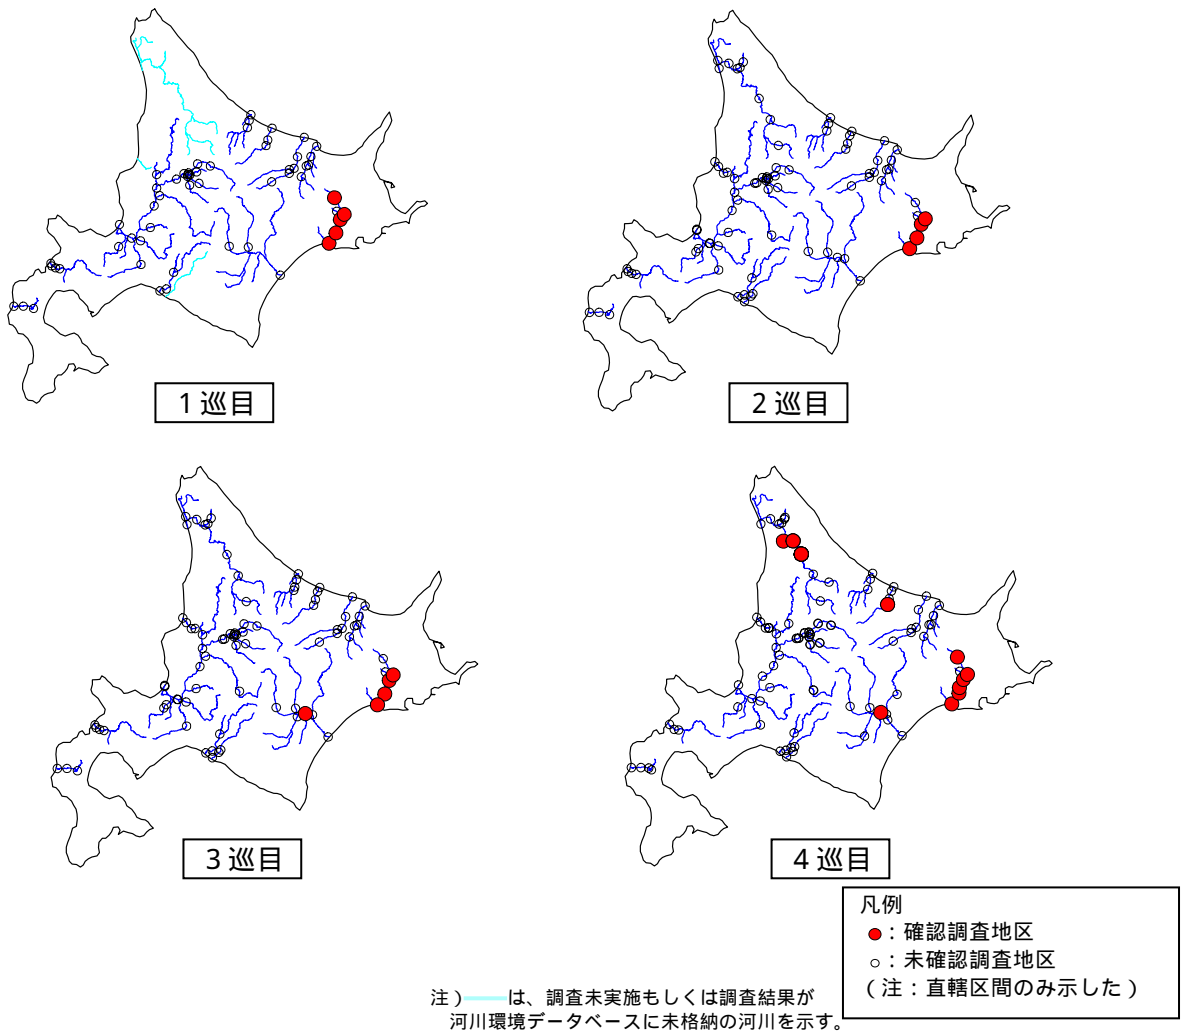 1巡目
2巡目
3巡目
4巡目
凡例
●：確認調査地区
○：未確認調査地区
（注：直轄区間のみ示した）
注）――は、調査未実施もしくは調査結果が
河川環境データベースに未格納の河川を示す。